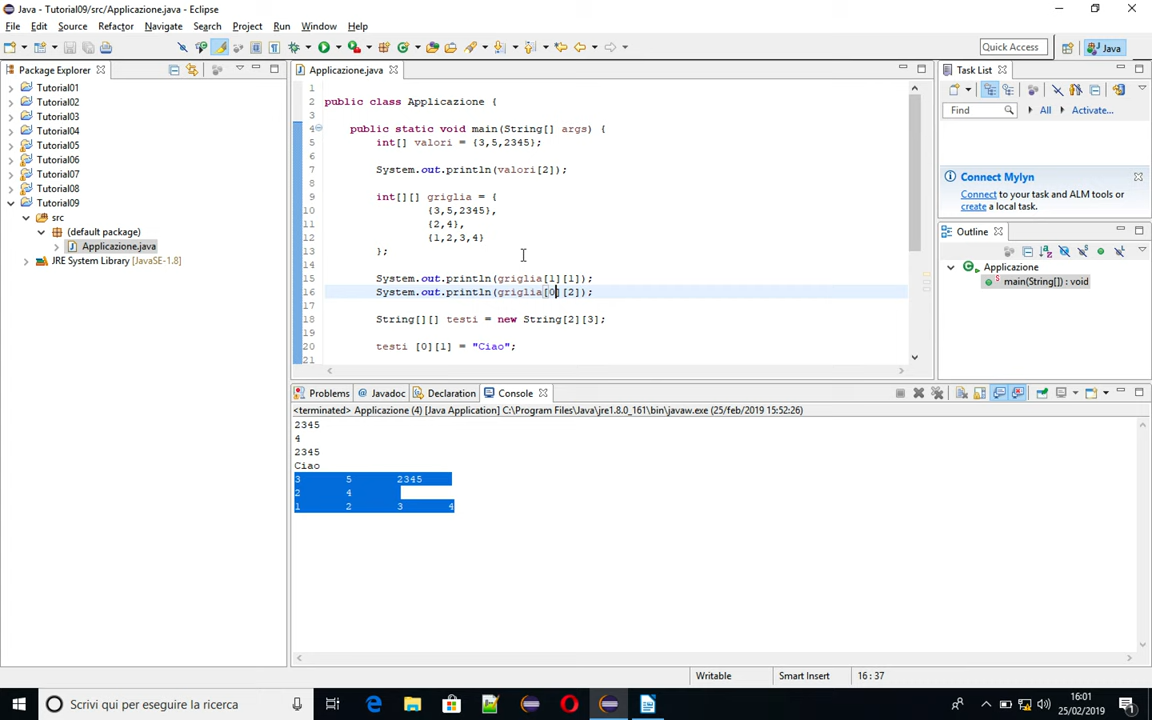 Java - Tutorial09/src/Applicazione.java - Eclipse
File Edit Source Refactor Navigate Search Project Run Window Help
Quick Access
Java
Package Explorer
Tutorial01
Tutorial02
Tutorial03
Tutorial04
Tutorial05
Tutorial06
Tutorial07
Tutorial08
Tutorial09
src
(default package)
Applicazione.java
JRE System Library [JavaSE-1.8]
Applicazione.java
1
2 public class Applicazione {
3
4 public static void main(String[] args) {
5 int[] valori = {3,5,2345};
6
7 System.out.println(valori[2]);
8
9 int[][] griglia = {
10 {3,5,2345},
11 {2,4},
12 {1,2,3,4}
13 };
14
15 System.out.println(griglia[1][1]);
16 System.out.println(griglia[0][2]);
17
18 String[][] testi = new String[2][3];
19
20 testi [0][1] = "Ciao";
21
Task List
Find All Activate...
Connect Mylyn
Connect to your task and ALM tools or
create a local task.
Outline
Applicazione
main(String[]) : void
Problems Javadoc Declaration Console
<terminated> Applicazione (4) [Java Application] C:\Program Files\Java\jre1.8.0_161\bin\javaw.exe (25/feb/2019 15:52:26)
2345
4
2345
Ciao
3 5 2345
2 4
1 2 3 4
Writable Smart Insert 16 : 37
Scrivi qui per eseguire la ricerca
16:01
25/02/2019
1